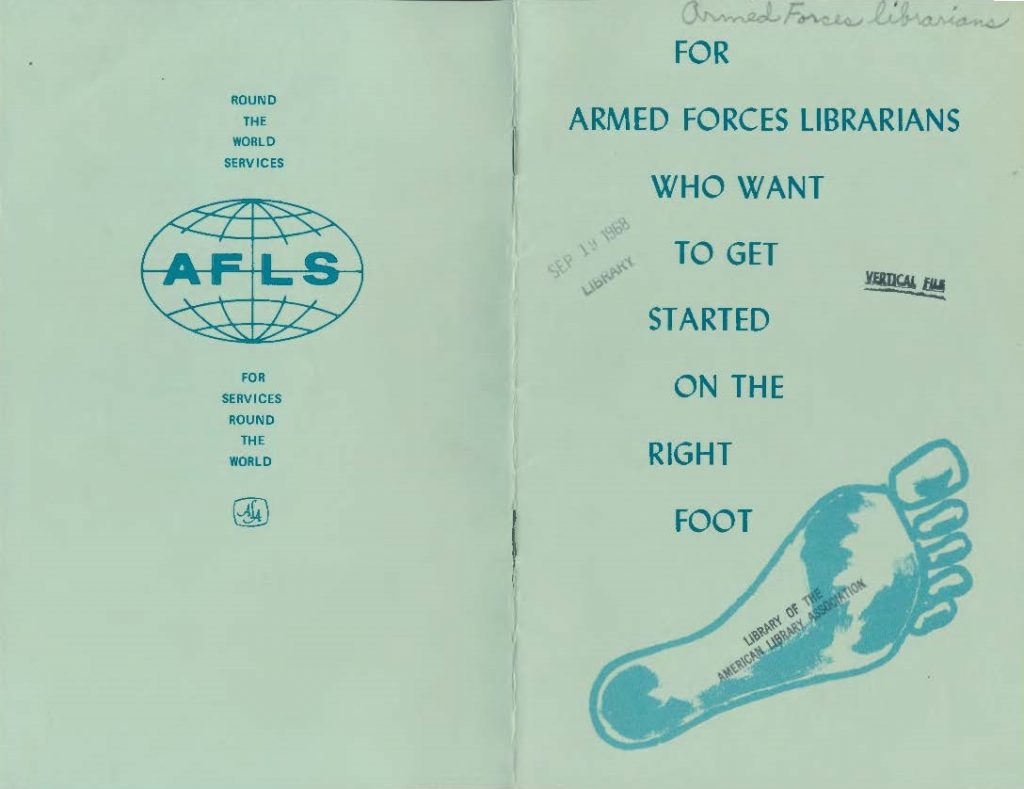 ROUND
THE
WORLD
SERVICES
AFLS
FOR
SERVICES
ROUND
THE
WORLD
ALA
Armed Forces librarians
FOR
ARMED FORCES LIBRARIANS
WHO WANT
TO GET
STARTED
ON THE
RIGHT
FOOT
SEP 19 1968
LIBRARY
VERTICAL FILE
LIBRARY OF THE
AMERICAN LIBRARY ASSOCIATION